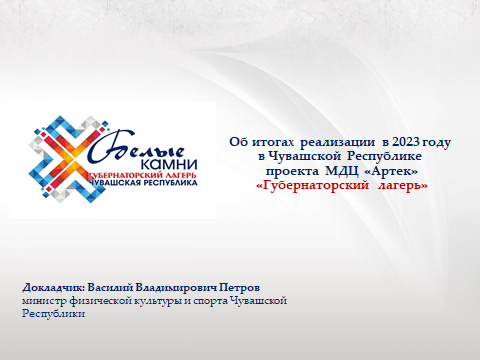 Белые
КАМНИ
ГУБЕРНАТОРСКИЙ ЛАГЕРЬ
ЧУВАШСКАЯ РЕСПУБЛИКА
Об итогах реализации в 2023 году
в Чувашской Республике
проекта МДЦ «Артек»
«Губернаторский лагерь»
Докладчик: Василий Владимирович Петров
министр физической культуры и спорта Чувашской
Республики